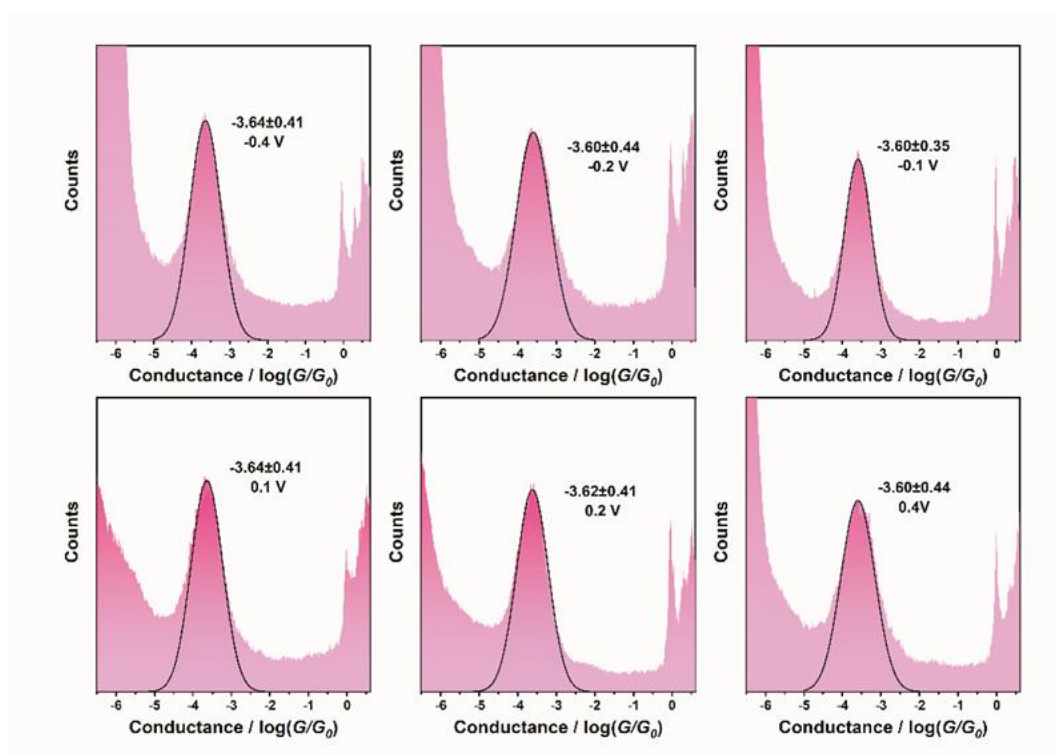 Counts
-3.64±0.41
-0.4 V
-6 -5 -4 -3 -2 -1 0
Conductance / log(G/G0)
Counts
-3.60±0.44
-0.2 V
-6 -5 -4 -3 -2 -1 0
Conductance / log(G/G0)
Counts
-3.60±0.35
-0.1 V
-6 -5 -4 -3 -2 -1 0
Conductance / log(G/G0)
Counts
-3.64±0.41
0.1 V
-6 -5 -4 -3 -2 -1 0
Conductance / log(G/G0)
Counts
-3.62±0.41
0.2 V
-6 -5 -4 -3 -2 -1 0
Conductance / log(G/G0)
Counts
-3.60±0.44
0.4V
-6 -5 -4 -3 -2 -1 0
Conductance / log(G/G0)